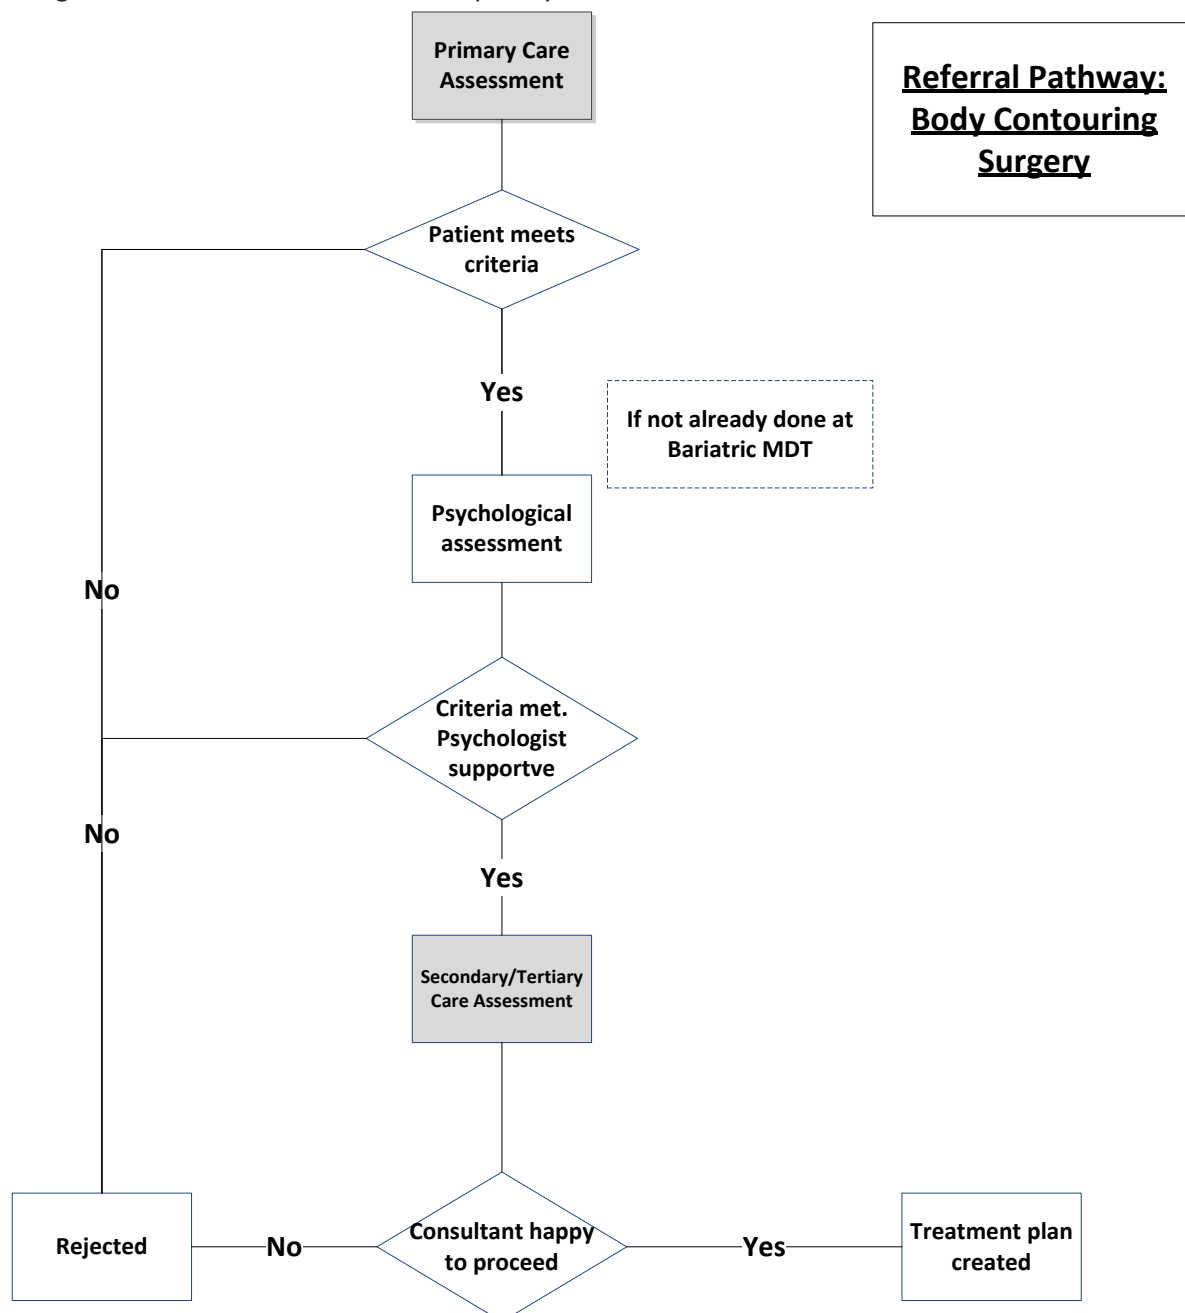 Primary Care
Assessment
Referral Pathway:
Body Contouring
Surgery
Patient meets
criteria
Yes
If not already done at
Bariatric MDT
Psychological
assessment
No
Criteria met.
Psychologist
supportve
No
Yes
Secondary/Tertiary
Care Assessment
Rejected
No
Consultant happy
to proceed
Yes
Treatment plan
created